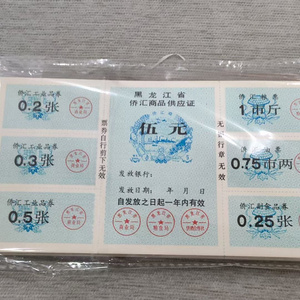 侨汇工业品券
0.2张
侨汇工业品券
0.3张
侨汇工业品券
0.5张
票券自行剪下无效
黑龙江省
侨汇商品供应证
伍元
发放银行:
发放日期: 年 月 日
自发放之日起一年内有效
无行章无效
侨汇粮票
1市斤
油票
0.75市两
侨汇副食品券
0.25张